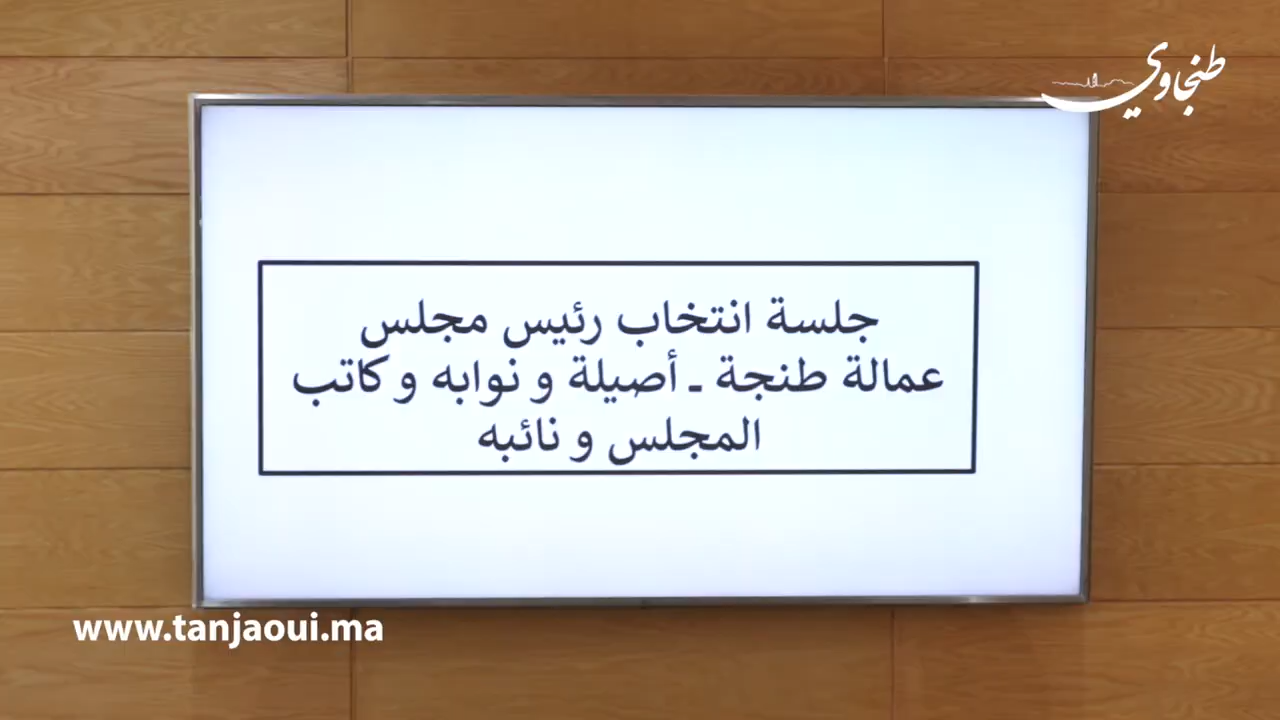 طنجاوي
جلسة انتخاب رئيس مجلس
عمالة طنجة - أصيلة و نوابه و كاتب
المجلس و نائبه
www.tanjaoui.ma